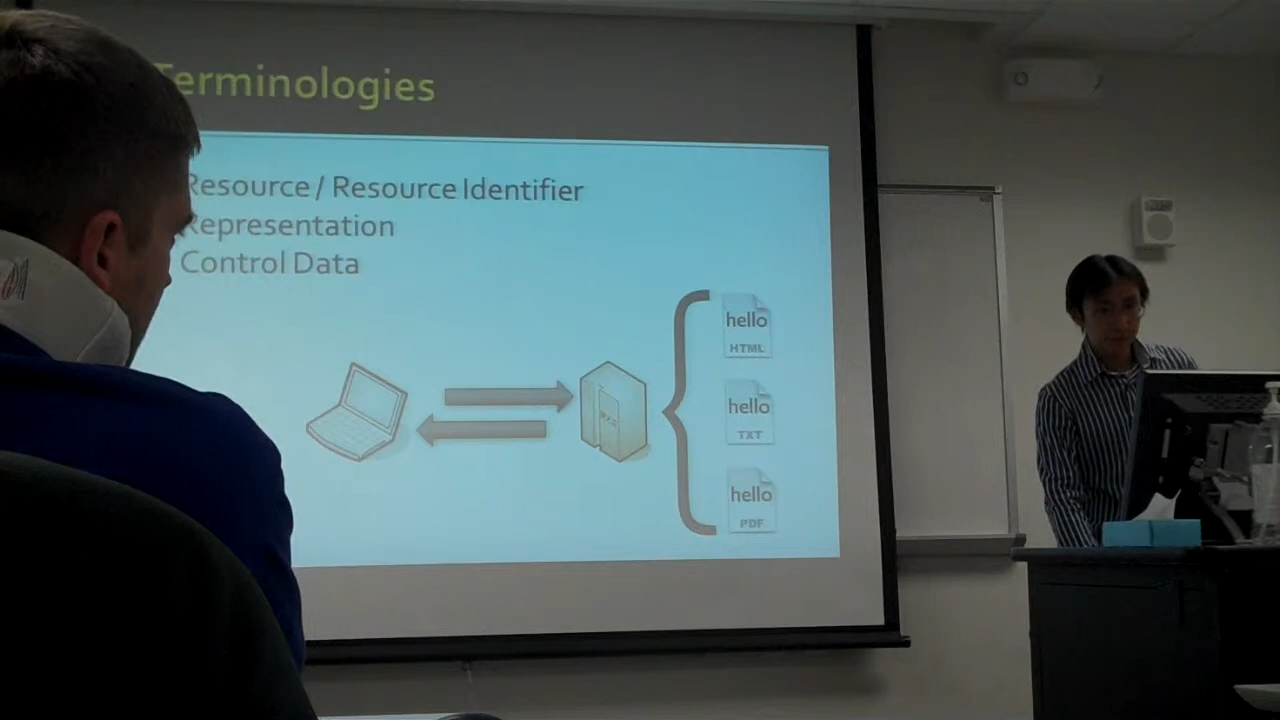 Terminologies
Resource / Resource Identifier
Representation
Control Data
hello
HTML
hello
TXT
hello
PDF